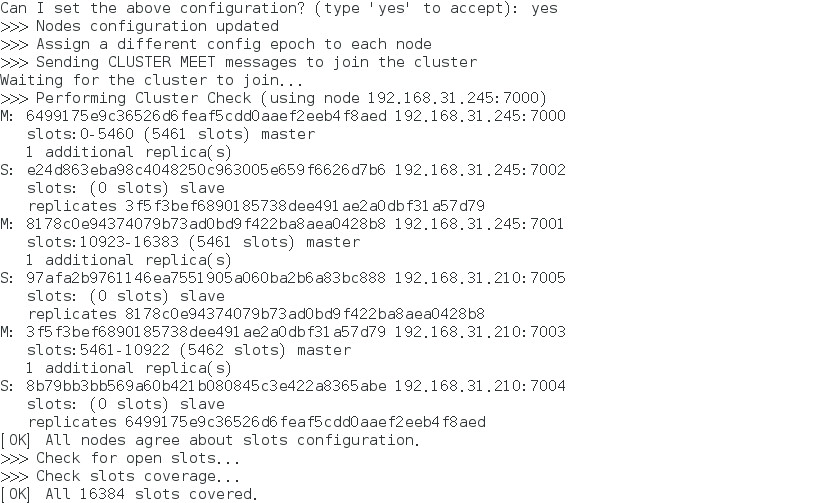 Can I set the above configuration? (type 'yes' to accept): yes
>>> Nodes configuration updated
>>> Assign a different config epoch to each node
>>> Sending CLUSTER MEET messages to join the cluster
Waiting for the cluster to join...
>>> Performing Cluster Check (using node 192.168.31.245:7000)
M: 6499175e9c36526d6feaf5cdd0aaef2eeb4f8aed 192.168.31.245:7000
slots:0-5460 (5461 slots) master
1 additional replica(s)
S: e24d863eba98c4048250c963005e659f6626d7b6 192.168.31.245:7002
slots: (0 slots) slave
replicates 3f5f3bef6890185738dee491ae2a0dbf31a57d79
M: 8178c0e94374079b73ad0bd9f422ba8aea0428b8 192.168.31.245:7001
slots:10923-16383 (5461 slots) master
1 additional replica(s)
S: 97afa2b9761146ea7551905a060ba2b6a83bc888 192.168.31.210:7005
slots: (0 slots) slave
replicates 8178c0e94374079b73ad0bd9f422ba8aea0428b8
M: 3f5f3bef6890185738dee491ae2a0dbf31a57d79 192.168.31.210:7003
slots:5461-10922 (5462 slots) master
1 additional replica(s)
S: 8b79bb3bb569a60b421b080845c3e422a8365abe 192.168.31.210:7004
slots: (0 slots) slave
replicates 6499175e9c36526d6feaf5cdd0aaef2eeb4f8aed
[OK] All nodes agree about slots configuration.
>>> Check for open slots...
>>> Check slots coverage...
[OK] All 16384 slots covered.